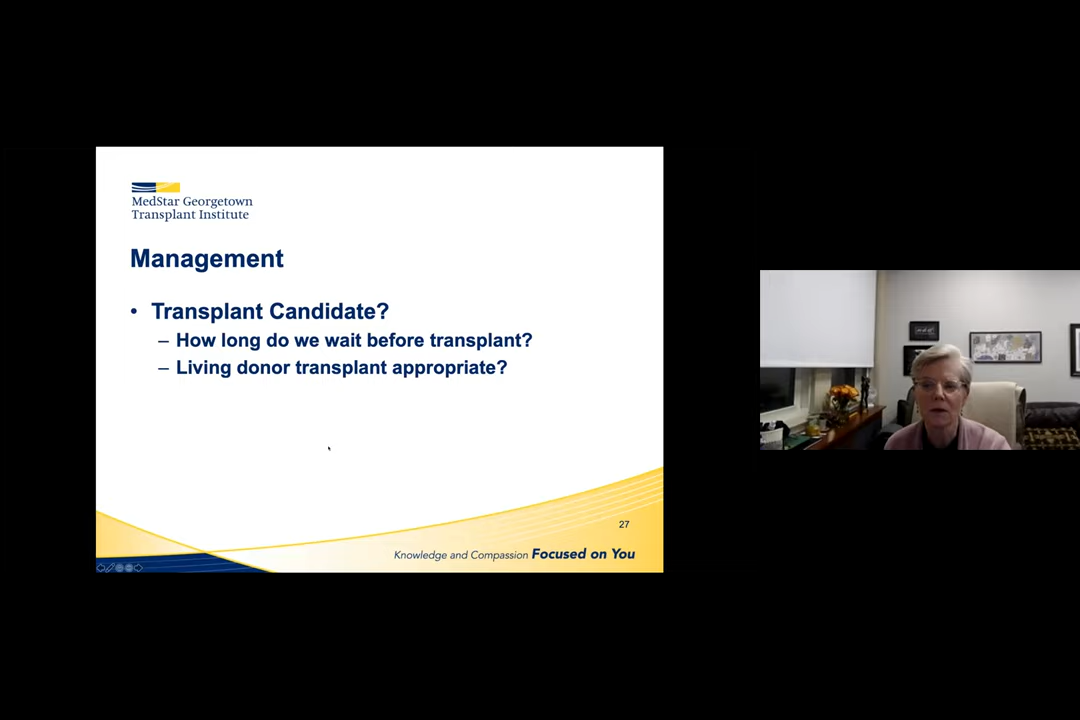 MedStar Georgetown
Transplant Institute
Management
• Transplant Candidate?
– How long do we wait before transplant?
– Living donor transplant appropriate?
27
Knowledge and Compassion Focused on You